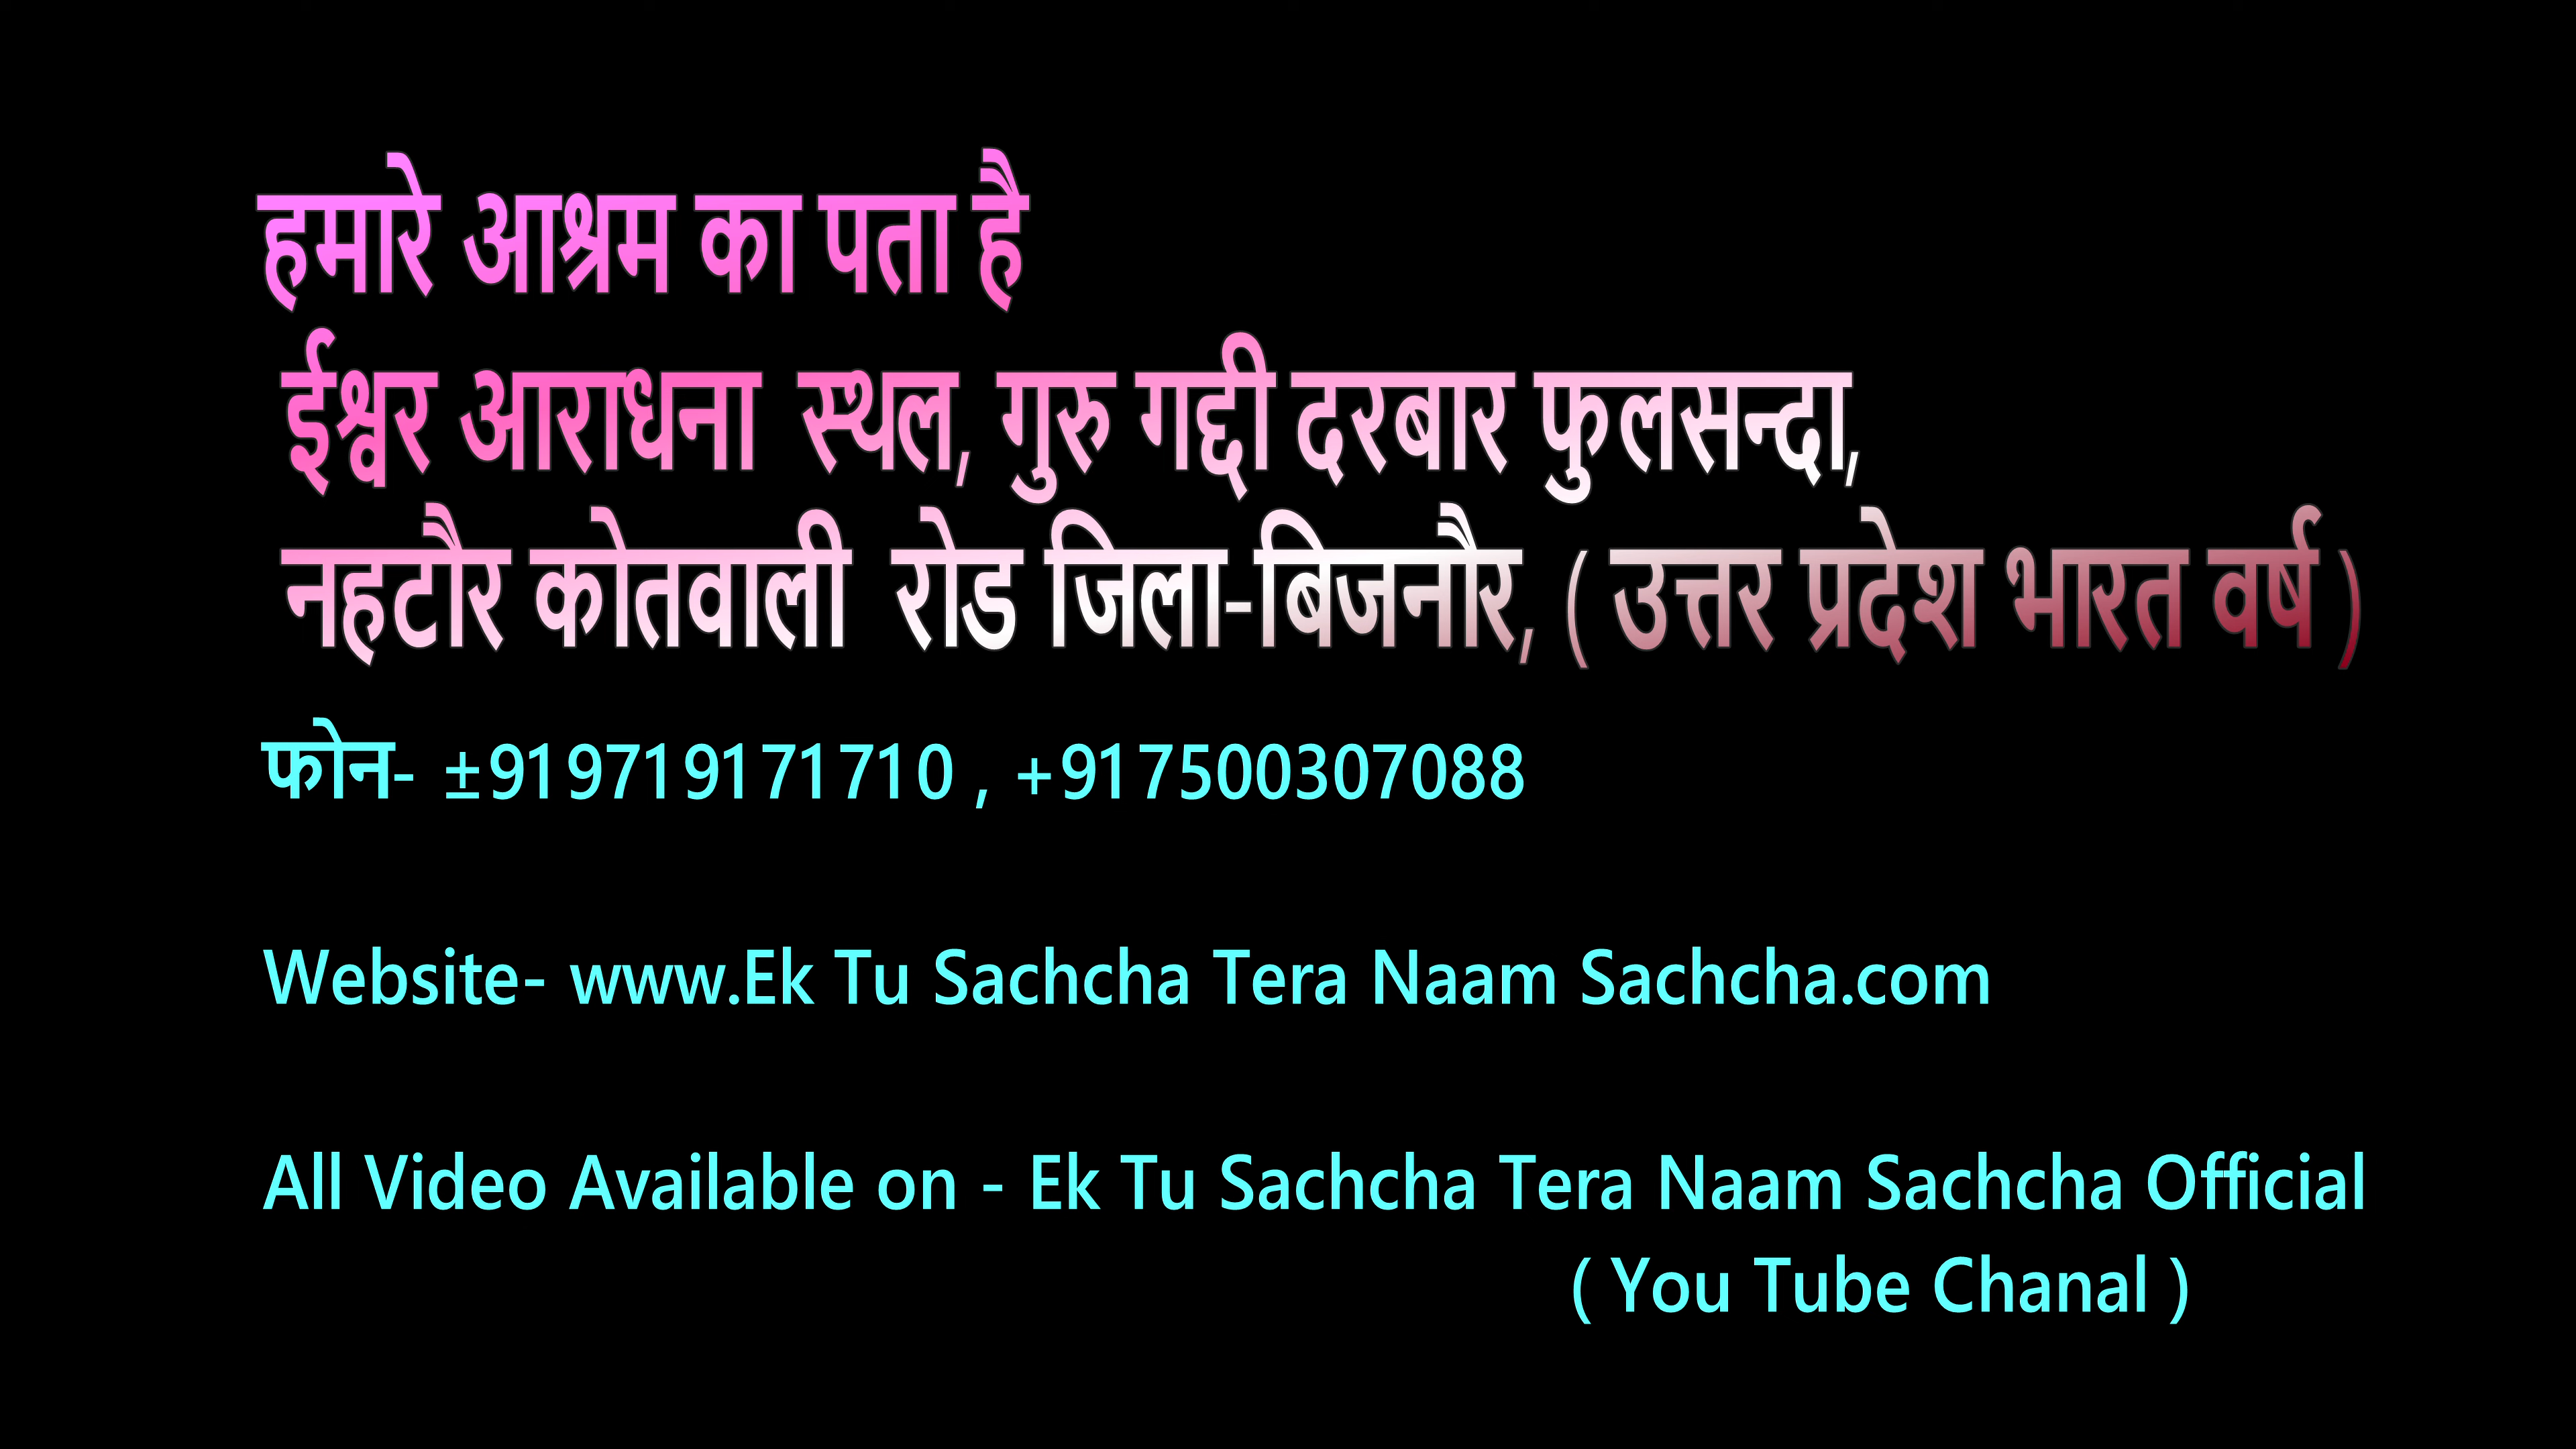 हमारे आश्रम का पता है
ईश्वर आराधना स्थल, गुरु गद्दी दरबार फुलसन्दा,
नहटौर कोतवाली रोड जिला-बिजनौर, ( उत्तर प्रदेश भारत वर्ष )
फोन- ±919719171710 , +917500307088
Website- www.Ek Tu Sachcha Tera Naam Sachcha.com
All Video Available on - Ek Tu Sachcha Tera Naam Sachcha Official
( You Tube Chanal )